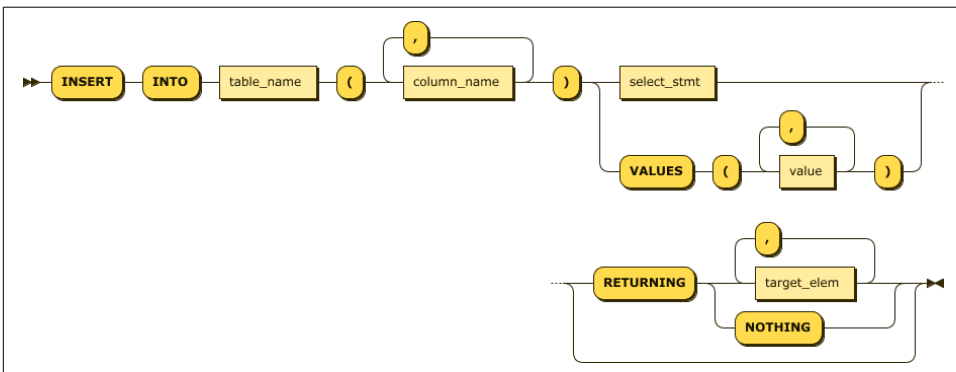 ,
INSERT INTO table_name ( column_name ) select_stmt
,
VALUES ( value )
,
RETURNING target_elem
NOTHING